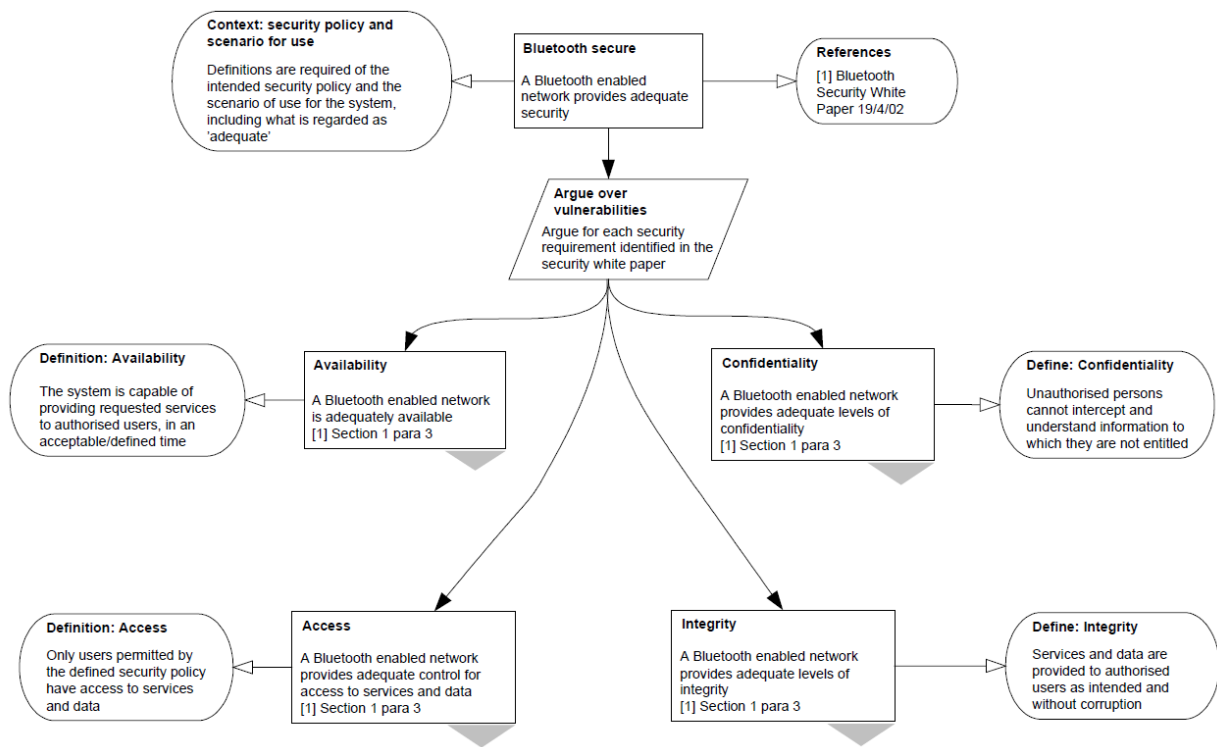 Context: security policy and
scenario for use
Definitions are required of the
intended security policy and the
scenario of use for the system,
including what is regarded as
'adequate'
Bluetooth secure
A Bluetooth enabled
network provides adequate
security
References
[1] Bluetooth
Security White
Paper 19/4/02
Argue over
vulnerabilities
Argue for each security
requirement identified in the
security white paper
Definition: Availability
The system is capable of
providing requested services
to authorised users, in an
acceptable/defined time
Availability
A Bluetooth enabled network
is adequately available
[1] Section 1 para 3
Confidentiality
A Bluetooth enabled network
provides adequate levels of
confidentiality
[1] Section 1 para 3
Define: Confidentiality
Unauthorised persons
cannot intercept and
understand information to
which they are not entitled
Definition: Access
Only users permitted by
the defined security policy
have access to services
and data
Access
A Bluetooth enabled network
provides adequate control for
access to services and data
[1] Section 1 para 3
Integrity
A Bluetooth enabled network
provides adequate levels of
integrity
[1] Section 1 para 3
Define: Integrity
Services and data are
provided to authorised
users as intended and
without corruption